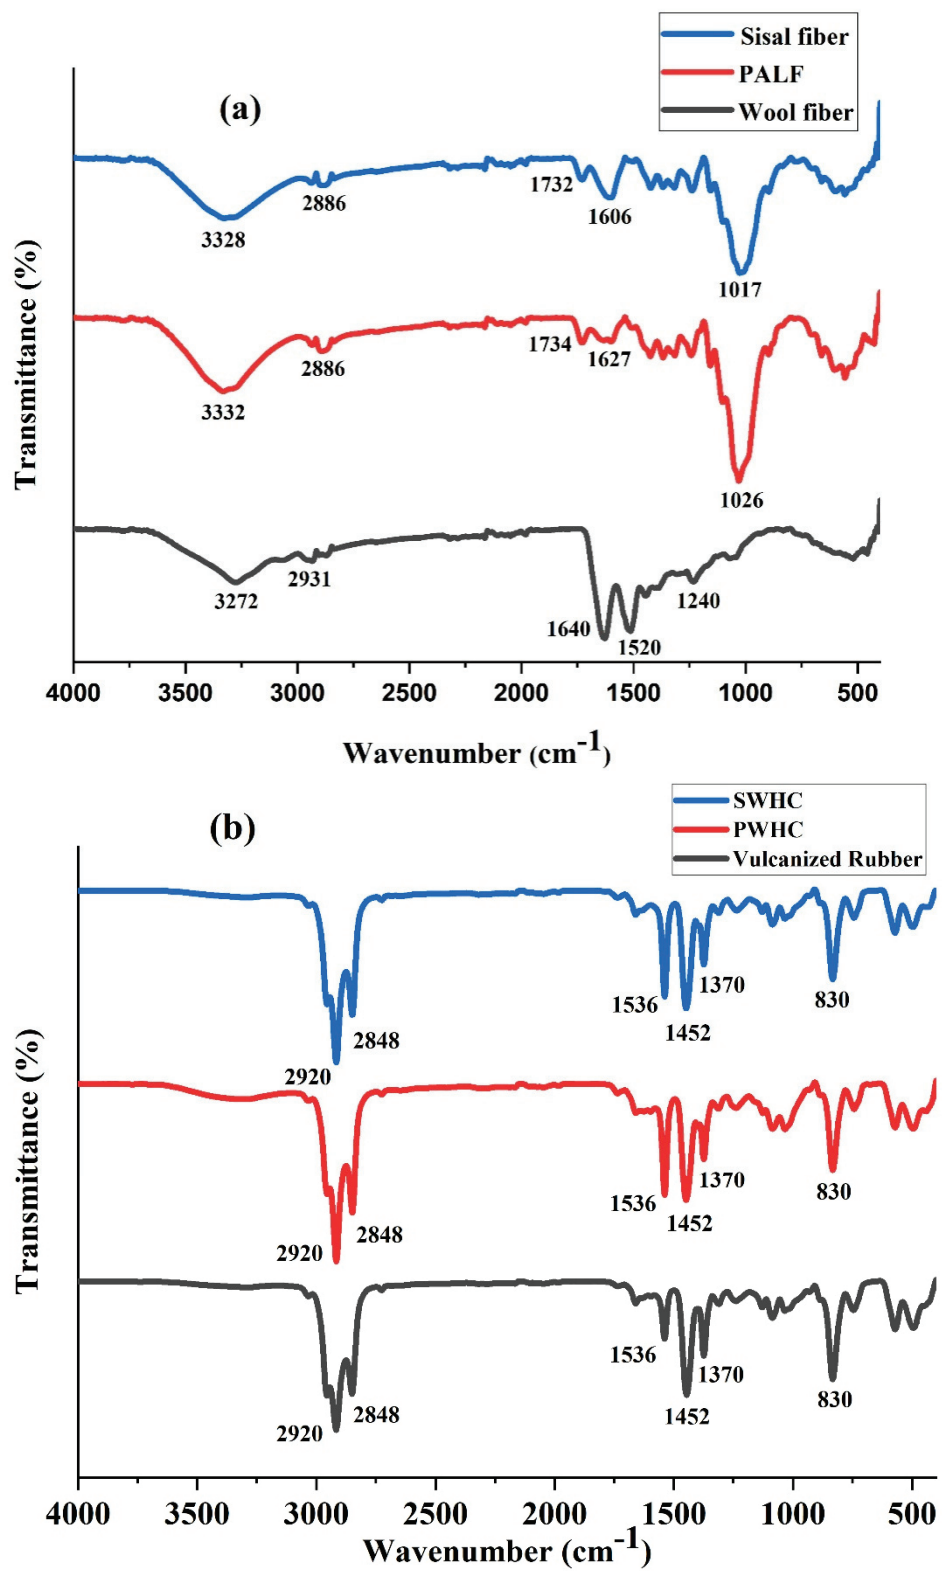 Sisal fiber
PALF
Wool fiber
(a)
1732
2886
1606
3328
1017
1734
1627
2886
3332
1026
2931
3272
1240
1640
1520
Transmittance (%)
4000 3500 3000 2500 2000 1500 1000 500
Wavenumber (cm-1)
SWHC
PWHC
Vulcanized Rubber
(b)
1370
1536
830
1452
2848
2920
1370
1536
830
1452
2848
2920
1536
1370
830
1452
2848
2920
Transmittance (%)
4000 3500 3000 2500 2000 1500 1000 500
Wavenumber (cm-1)